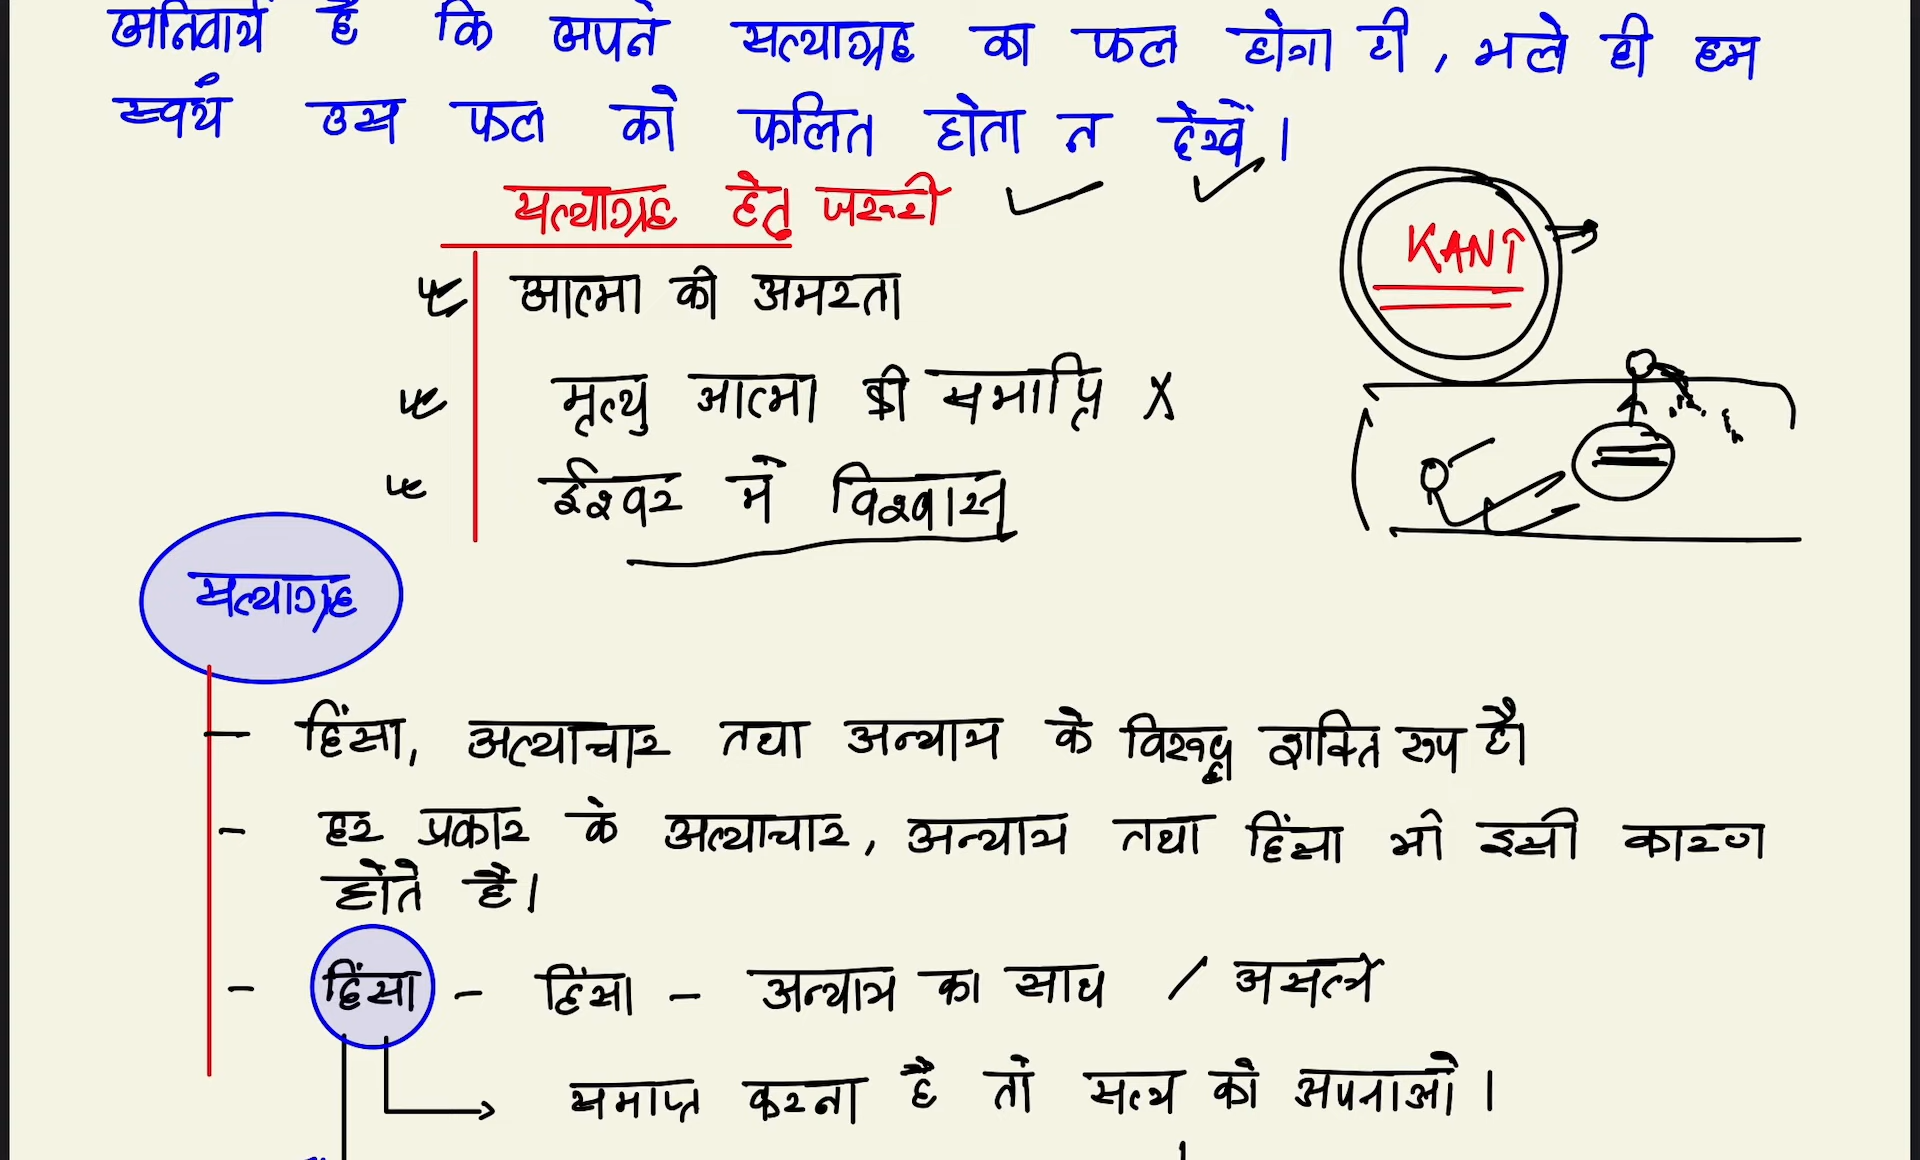 अनिवार्य है कि अपने सत्याग्रह का फल होगा ही, भले ही हम
स्वयं उस फल को फलित होता न देखें।
सत्याग्रह हेतु जरूरी
KANT
आत्मा की अमरता
मृत्यु आत्मा की समाप्ति X
ईश्वर में विश्वास
सत्याग्रह
- हिंसा, अत्याचार तथा अन्याय के विरुद्ध शक्ति रूप है।
- हर प्रकार के अत्याचार, अन्याय तथा हिंसा भी इसी कारण
होते है।
- हिंसा - हिंसा - अन्याय का साथ / असत्य
समाप्त करना है तो सत्य को अपनाओ।